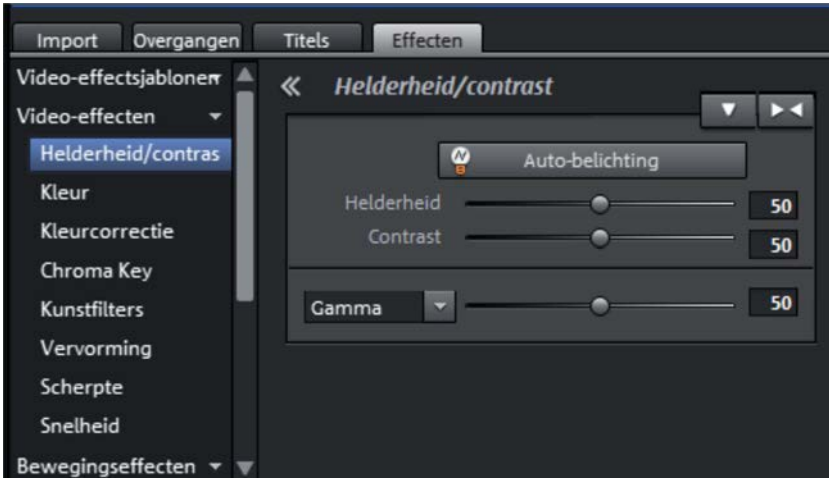 Import Overgangen Titels Effecten
Video-effectsjablonen
Video-effecten
Helderheid/contras
Kleur
Kleurcorrectie
Chroma Key
Kunstfilters
Vervorming
Scherpte
Snelheid
Bewegingseffecten
Helderheid/contrast
Auto-belichting
Helderheid 50
Contrast 50
Gamma 50